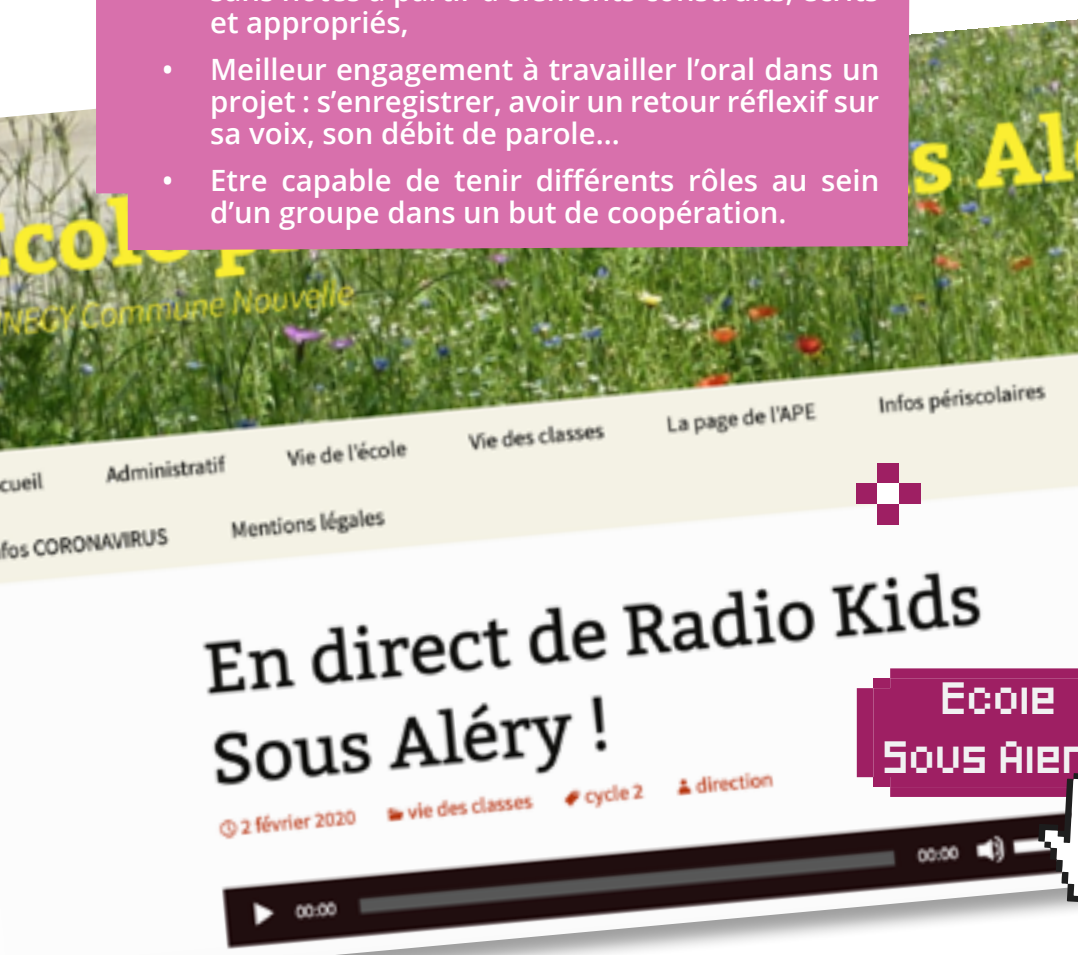 et appropriés,
• Meilleur engagement à travailler l’oral dans un
projet : s’enregistrer, avoir un retour réflexif sur
sa voix, son débit de parole...
• Etre capable de tenir différents rôles au sein
d’un groupe dans un but de coopération.
Commune Nouvelle
Administratif
Vie de l'école
Vie des classes
La page de l'APE
Infos périscolaires
CORONAVIRUS
Mentions légales
En direct de Radio Kids
Sous Aléry !
2 février 2020 vie des classes cycle 2 direction
00:00 00:00
Ecole
Sous